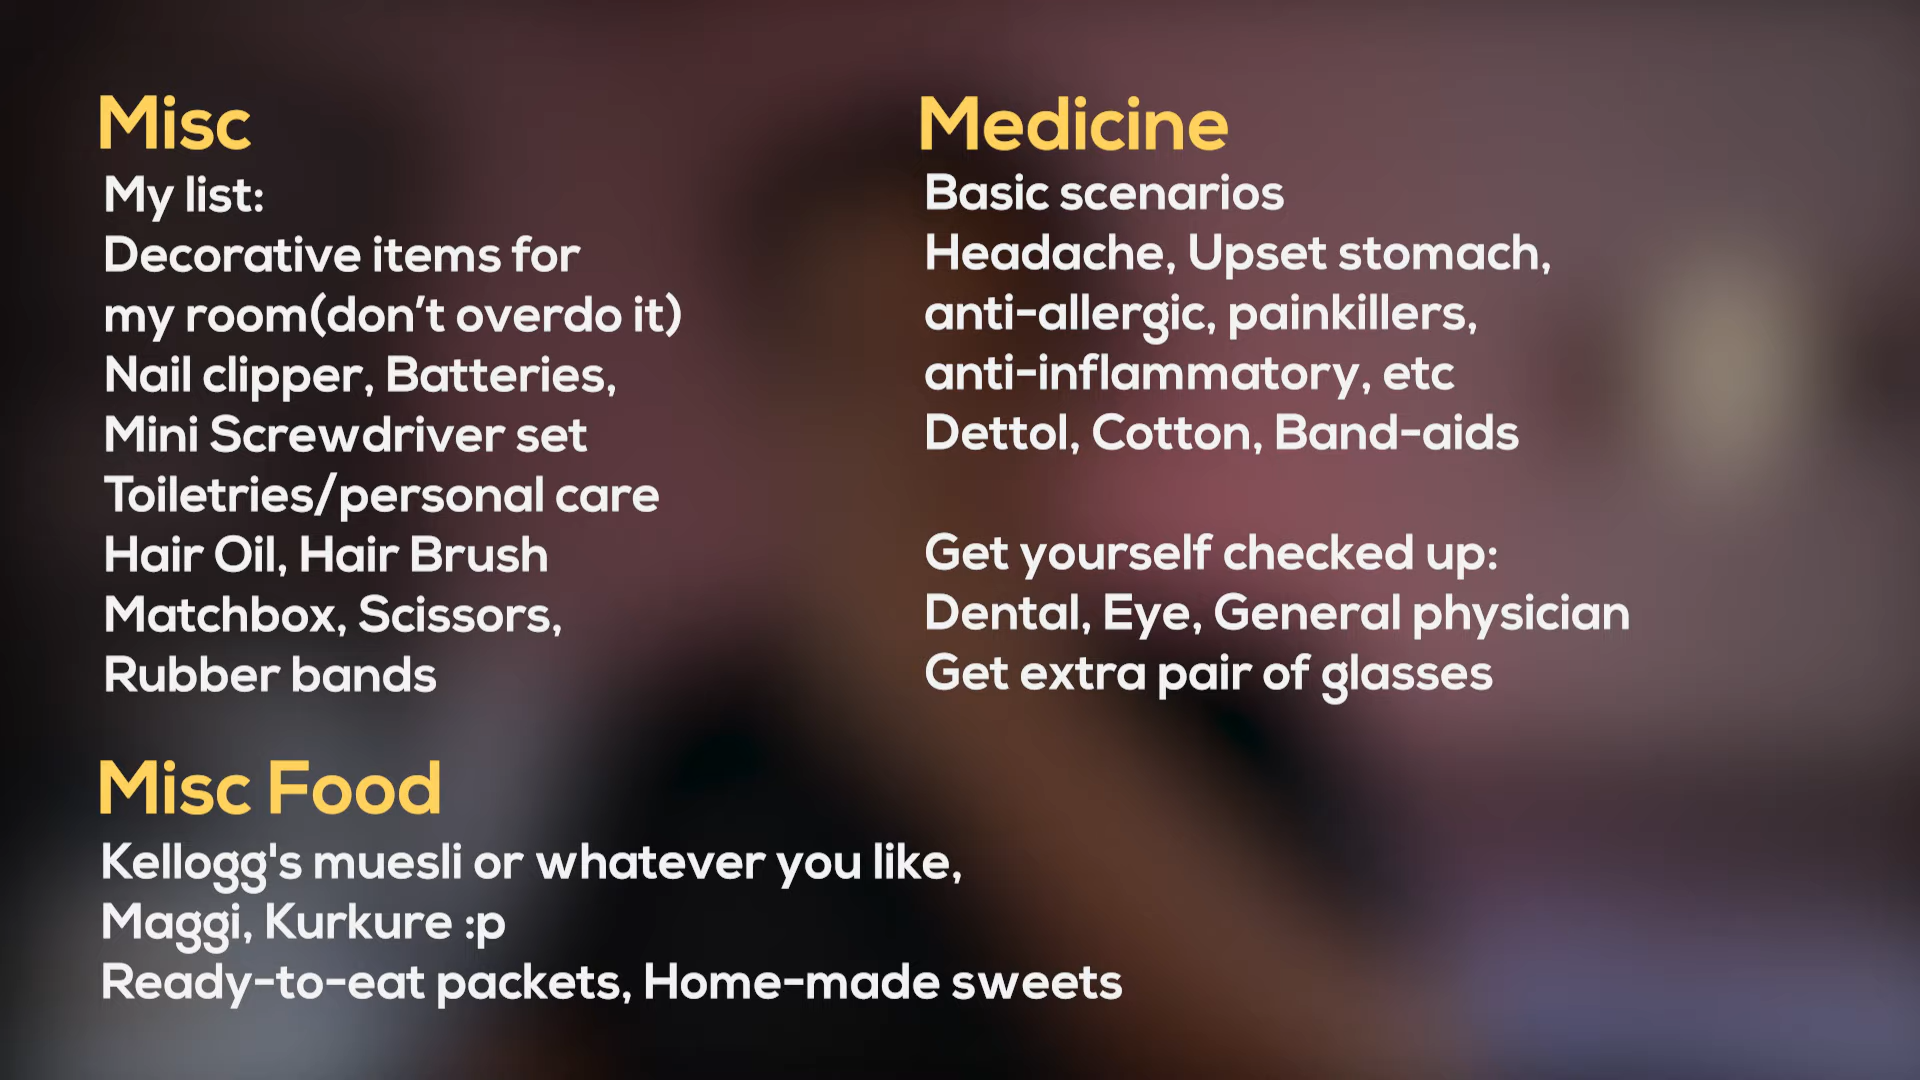 Misc
My list:
Decorative items for
my room(don’t overdo it)
Nail clipper, Batteries,
Mini Screwdriver set
Toiletries/personal care
Hair Oil, Hair Brush
Matchbox, Scissors,
Rubber bands
Misc Food
Kellogg's muesli or whatever you like,
Maggi, Kurkure :p
Ready-to-eat packets, Home-made sweets
Medicine
Basic scenarios
Headache, Upset stomach,
anti-allergic, painkillers,
anti-inflammatory, etc
Dettol, Cotton, Band-aids
Get yourself checked up:
Dental, Eye, General physician
Get extra pair of glasses